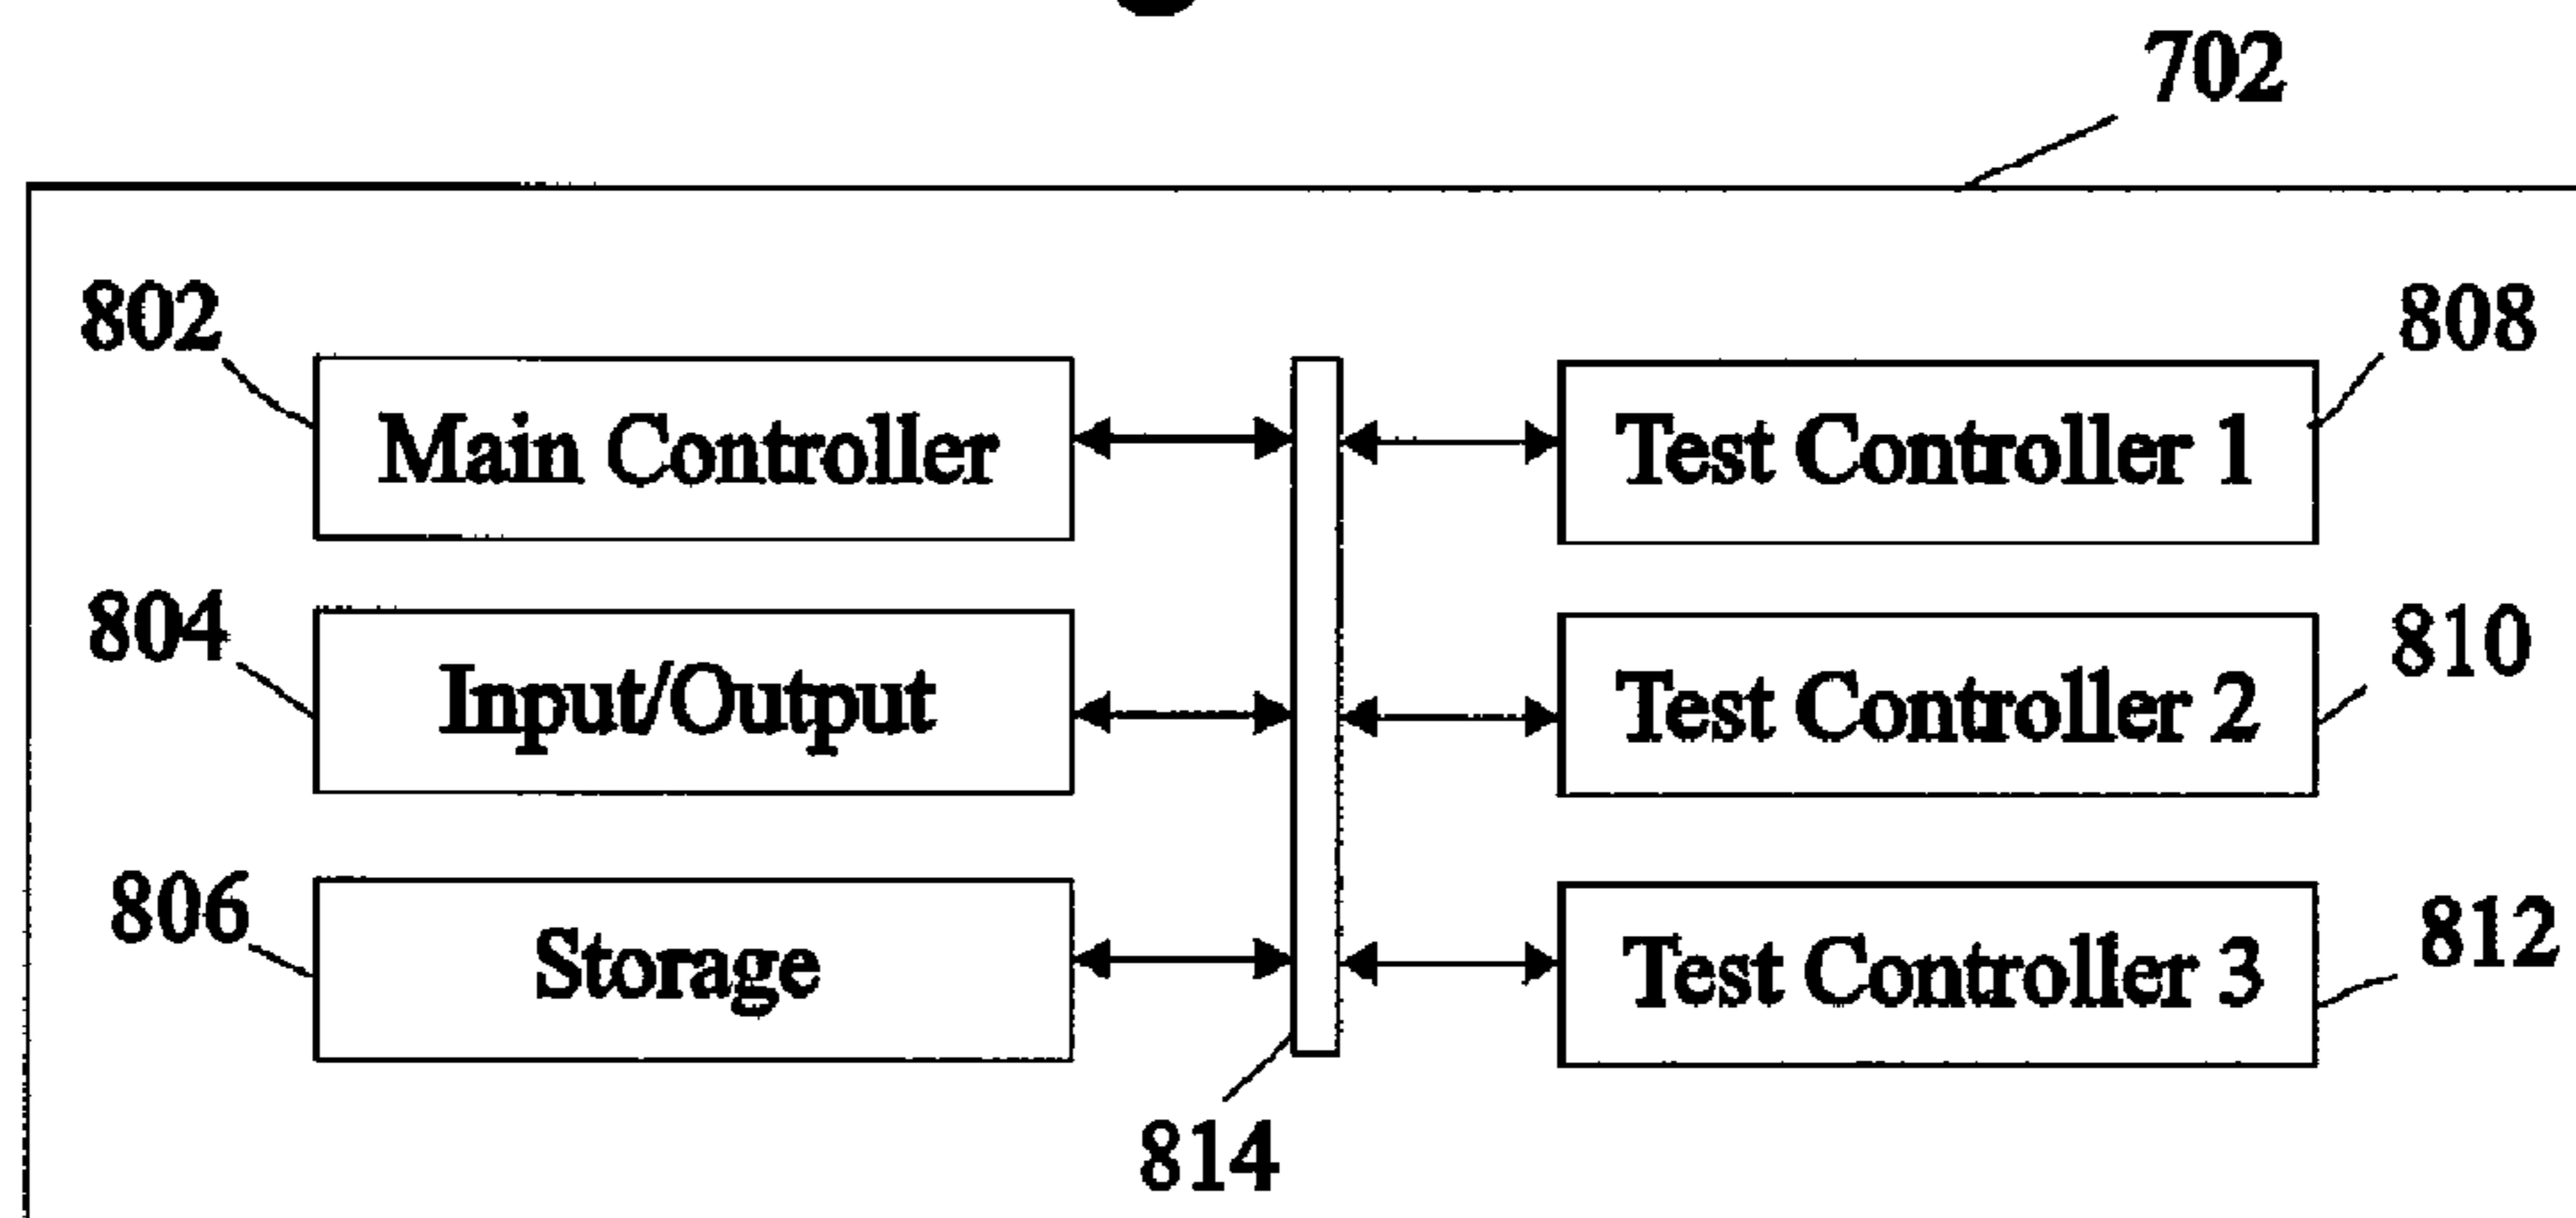 702
802
Main Controller
Test Controller 1
808
804
Input/Output
Test Controller 2
810
806
Storage
Test Controller 3
812
814